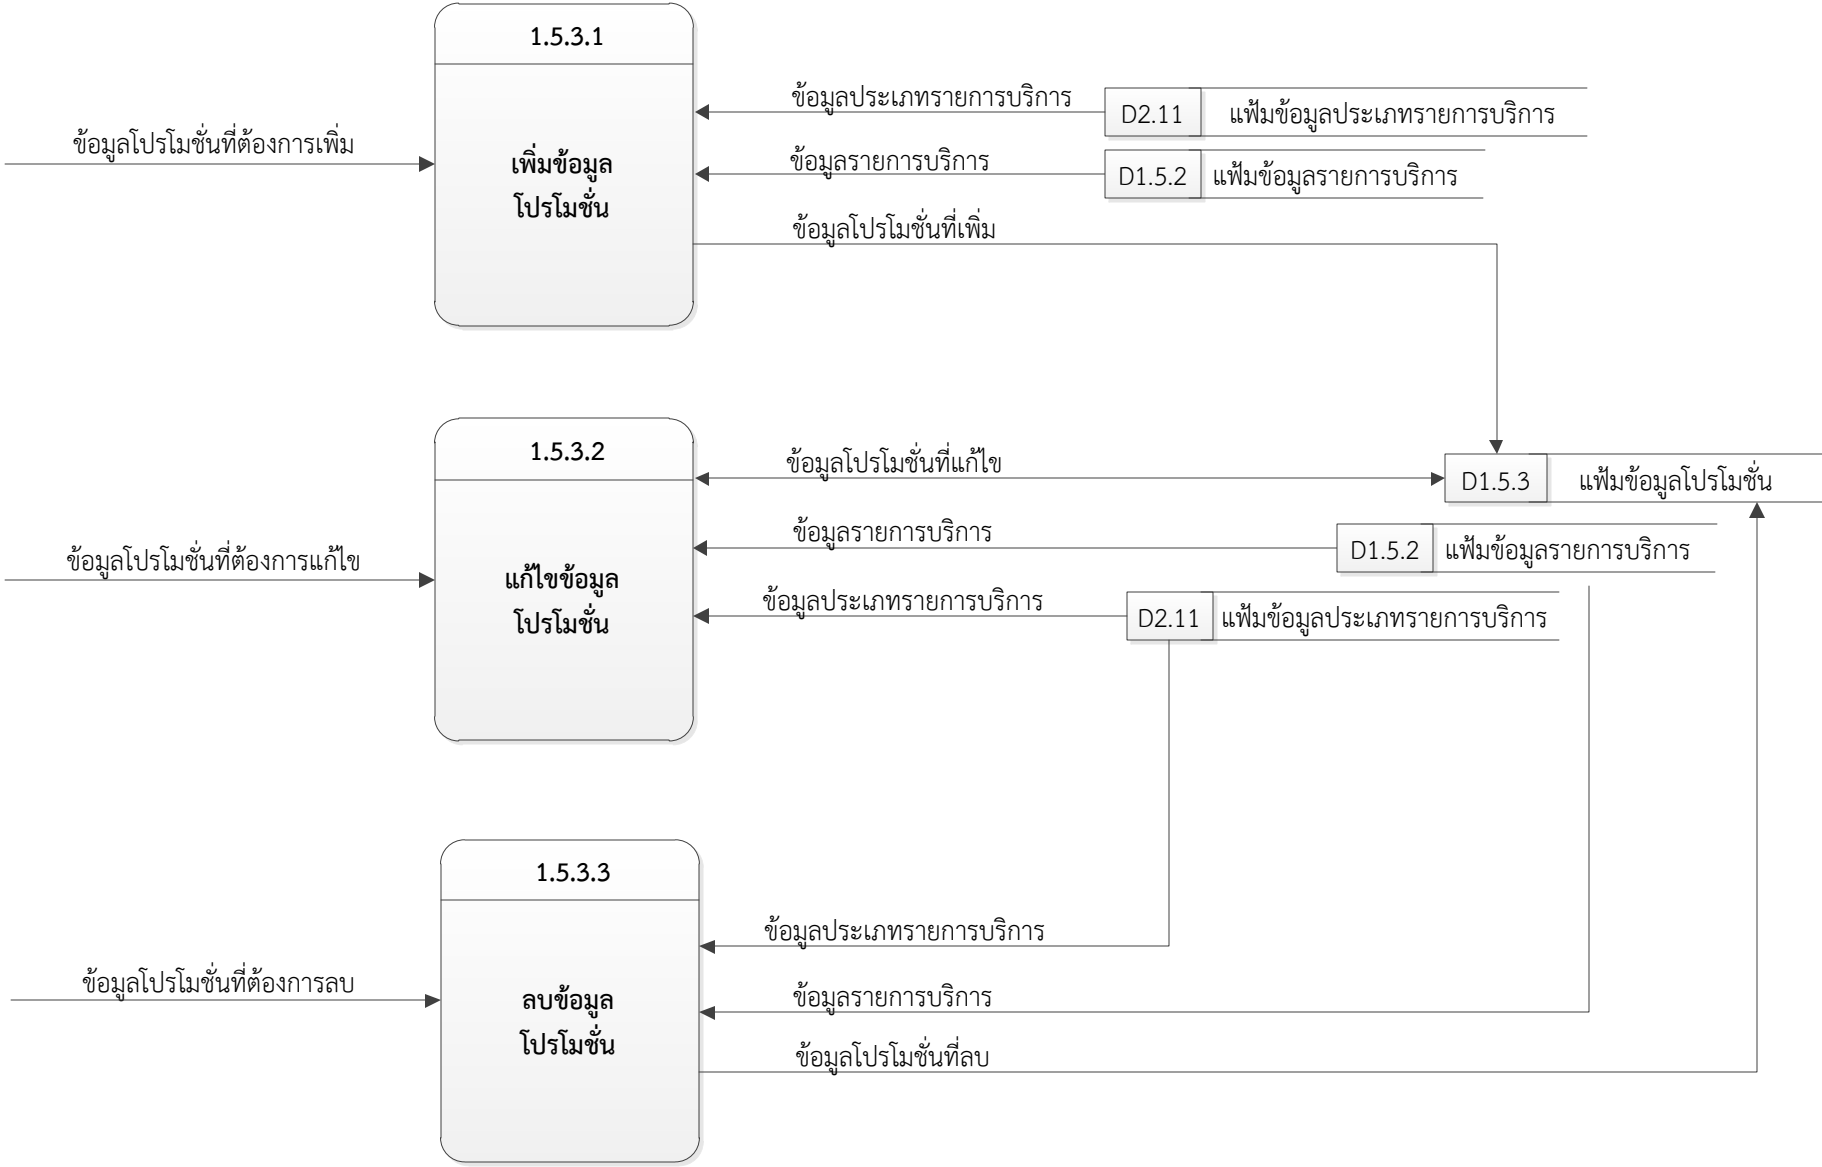 1.5.3.1
ข้อมูลประเภทรายการบริการ
D2.11
แฟ้มข้อมูลประเภทรายการบริการ
ข้อมูลโปรโมชั่นที่ต้องการเพิ่ม
เพิ่มข้อมูล
โปรโมชั่น
ข้อมูลรายการบริการ
D1.5.2
แฟ้มข้อมูลรายการบริการ
ข้อมูลโปรโมชั่นที่เพิ่ม
1.5.3.2
ข้อมูลโปรโมชั่นที่แก้ไข
D1.5.3
แฟ้มข้อมูลโปรโมชั่น
ข้อมูลรายการบริการ
D1.5.2
แฟ้มข้อมูลรายการบริการ
ข้อมูลโปรโมชั่นที่ต้องการแก้ไข
แก้ไขข้อมูล
โปรโมชั่น
ข้อมูลประเภทรายการบริการ
D2.11
แฟ้มข้อมูลประเภทรายการบริการ
1.5.3.3
ข้อมูลประเภทรายการบริการ
ข้อมูลโปรโมชั่นที่ต้องการลบ
ลบข้อมูล
โปรโมชั่น
ข้อมูลรายการบริการ
ข้อมูลโปรโมชั่นที่ลบ